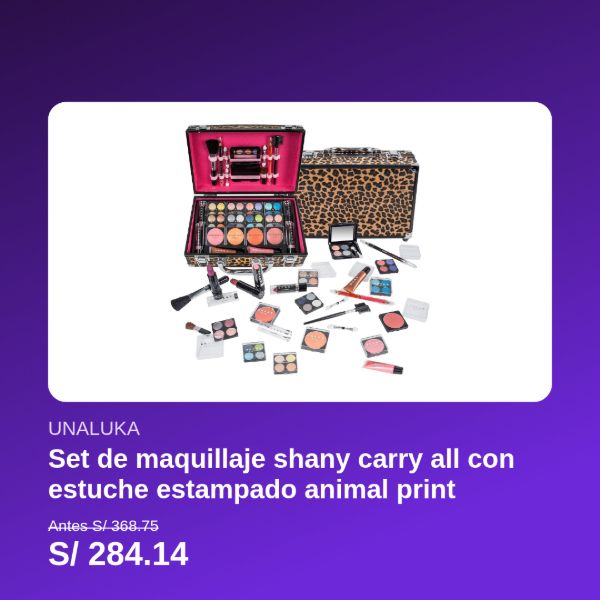 UNALUKA
Set de maquillaje shany carry all con
estuche estampado animal print
Antes S/ 368.75
S/ 284.14